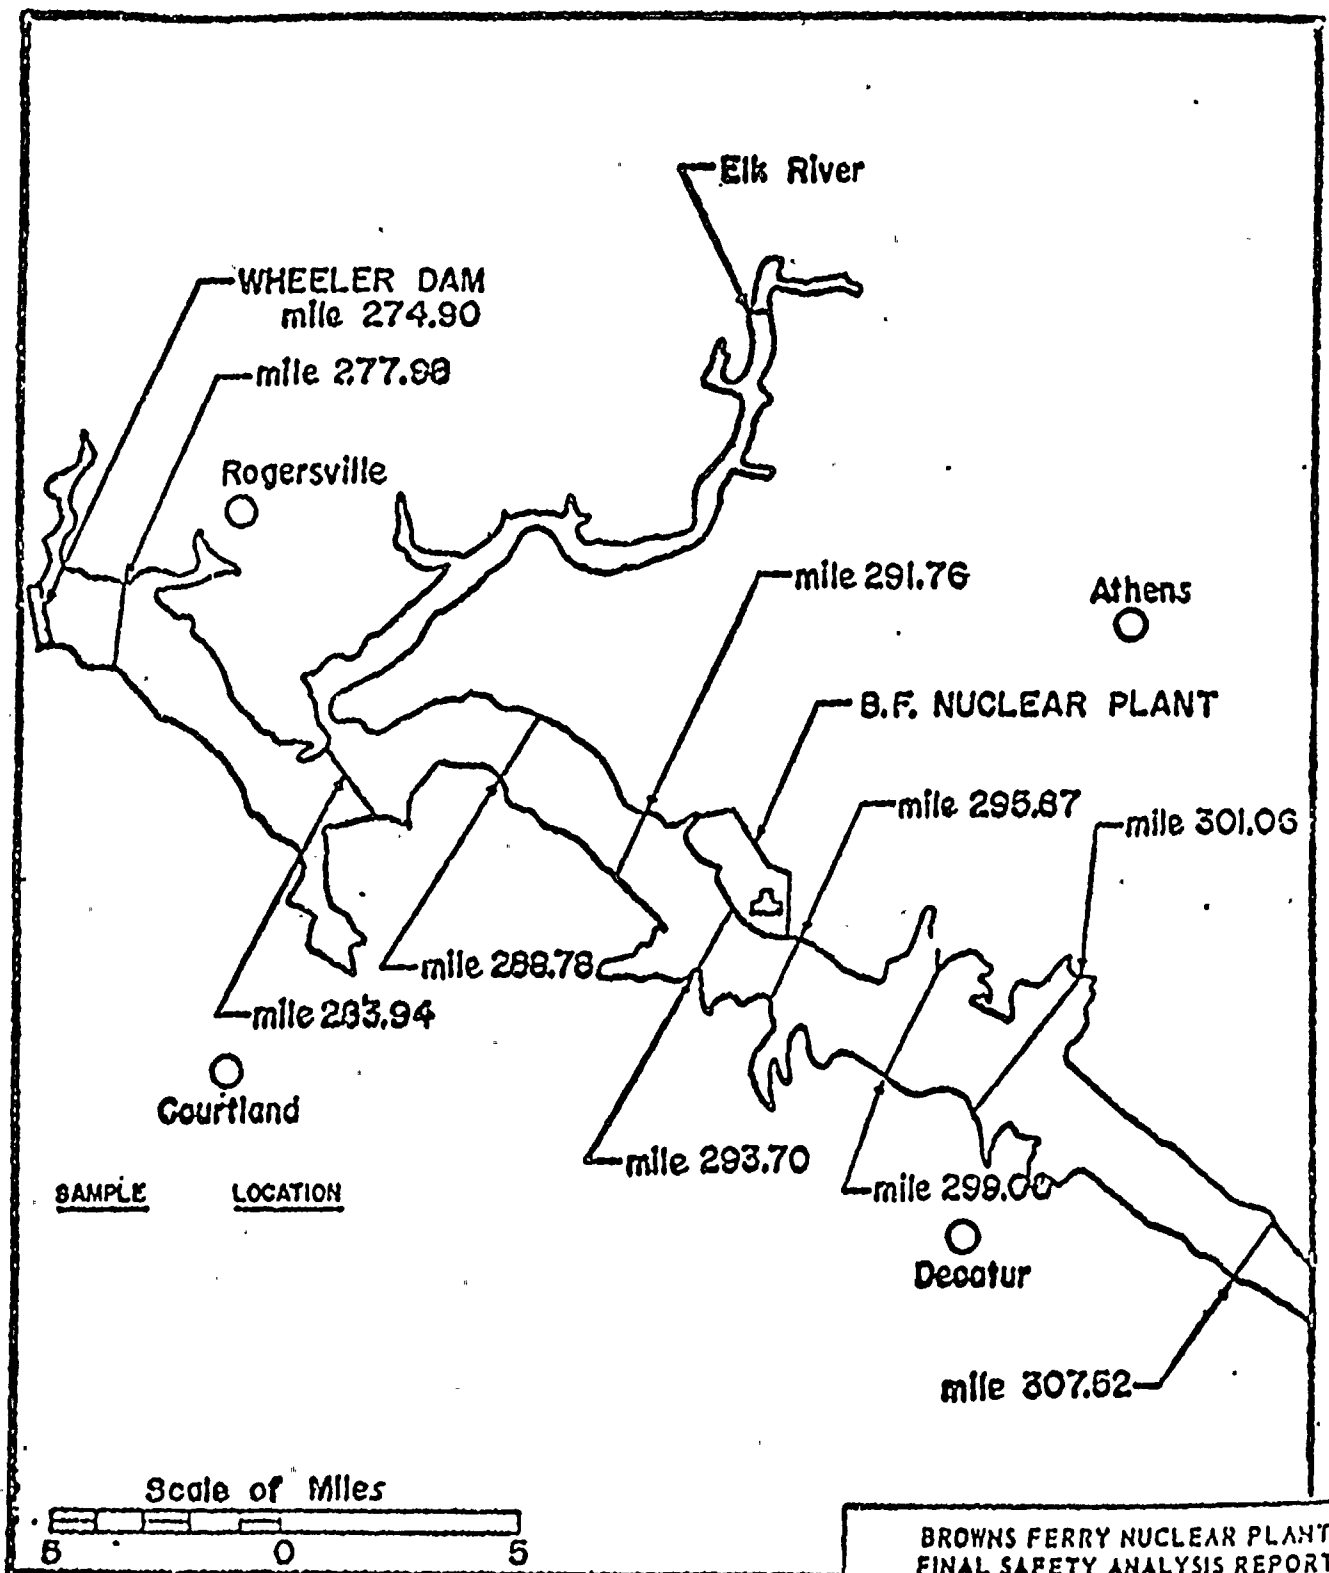 Elk River
WHEELER DAM
mile 274.90
mile 277.98
Rogersville
mile 291.76
Athens
B.F. NUCLEAR PLANT
mile 295.87
mile 301.06
mile 288.78
mile 283.94
Courtland
mile 293.70
mile 299.00
SAMPLE LOCATION
Decatur
mile 307.52
Scale of Miles
5 0 5
BROWNS FERRY NUCLEAR PLANT
FINAL SAFETY ANALYSIS REPORT